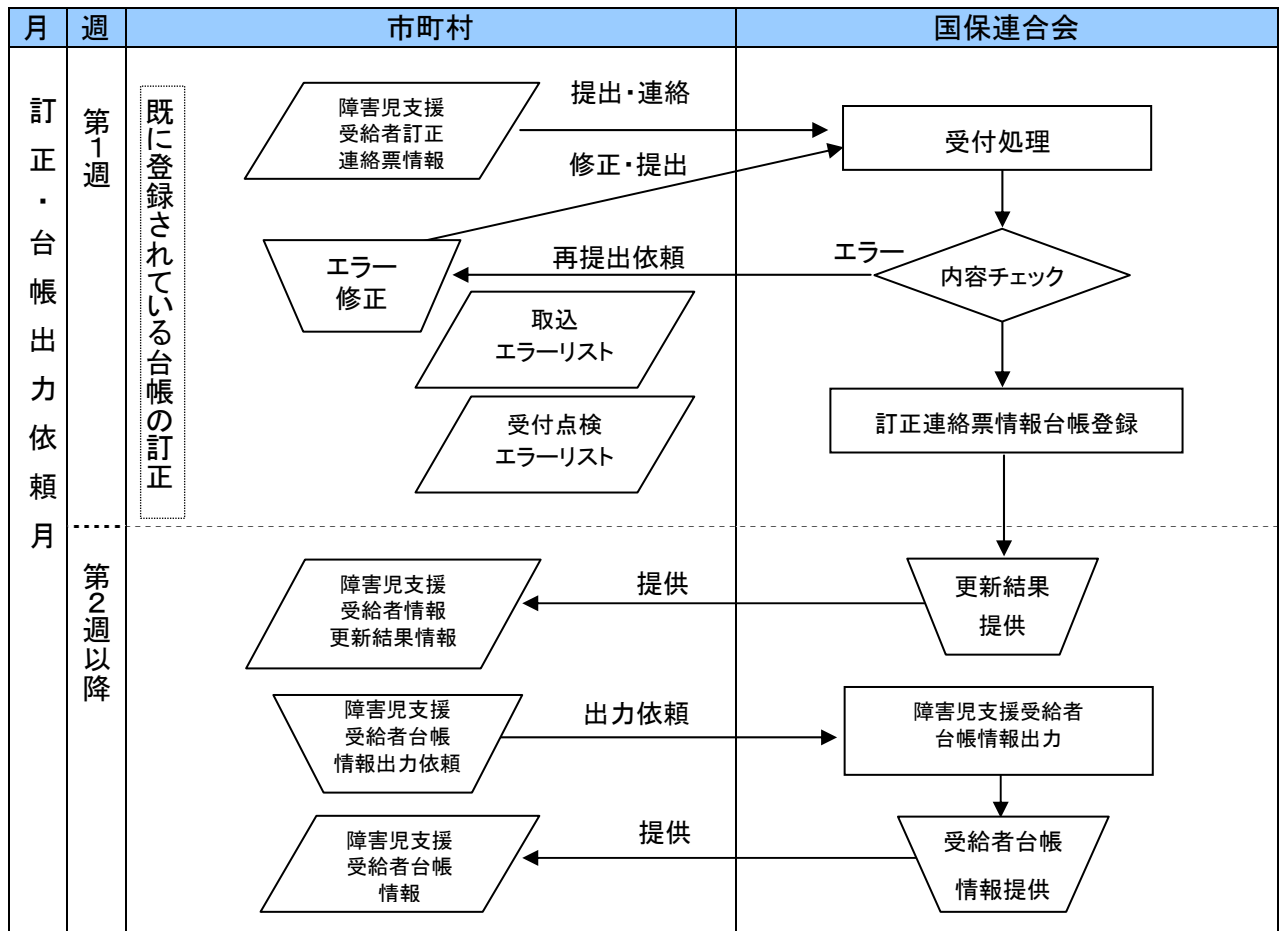 月
週
市町村
国保連合会
訂正・台帳出力依頼月
第1週
既に登録されている台帳の訂正
障害児支援
受給者訂正
連絡票情報
提出・連絡
受付処理
修正・提出
エラー
修正
再提出依頼
エラー
内容チェック
取込
エラーリスト
受付点検
エラーリスト
訂正連絡票情報台帳登録
第2週以降
障害児支援
受給者情報
更新結果情報
提供
更新結果
提供
障害児支援
受給者台帳
情報出力依頼
出力依頼
障害児支援受給者
台帳情報出力
障害児支援
受給者台帳
情報
提供
受給者台帳
情報提供